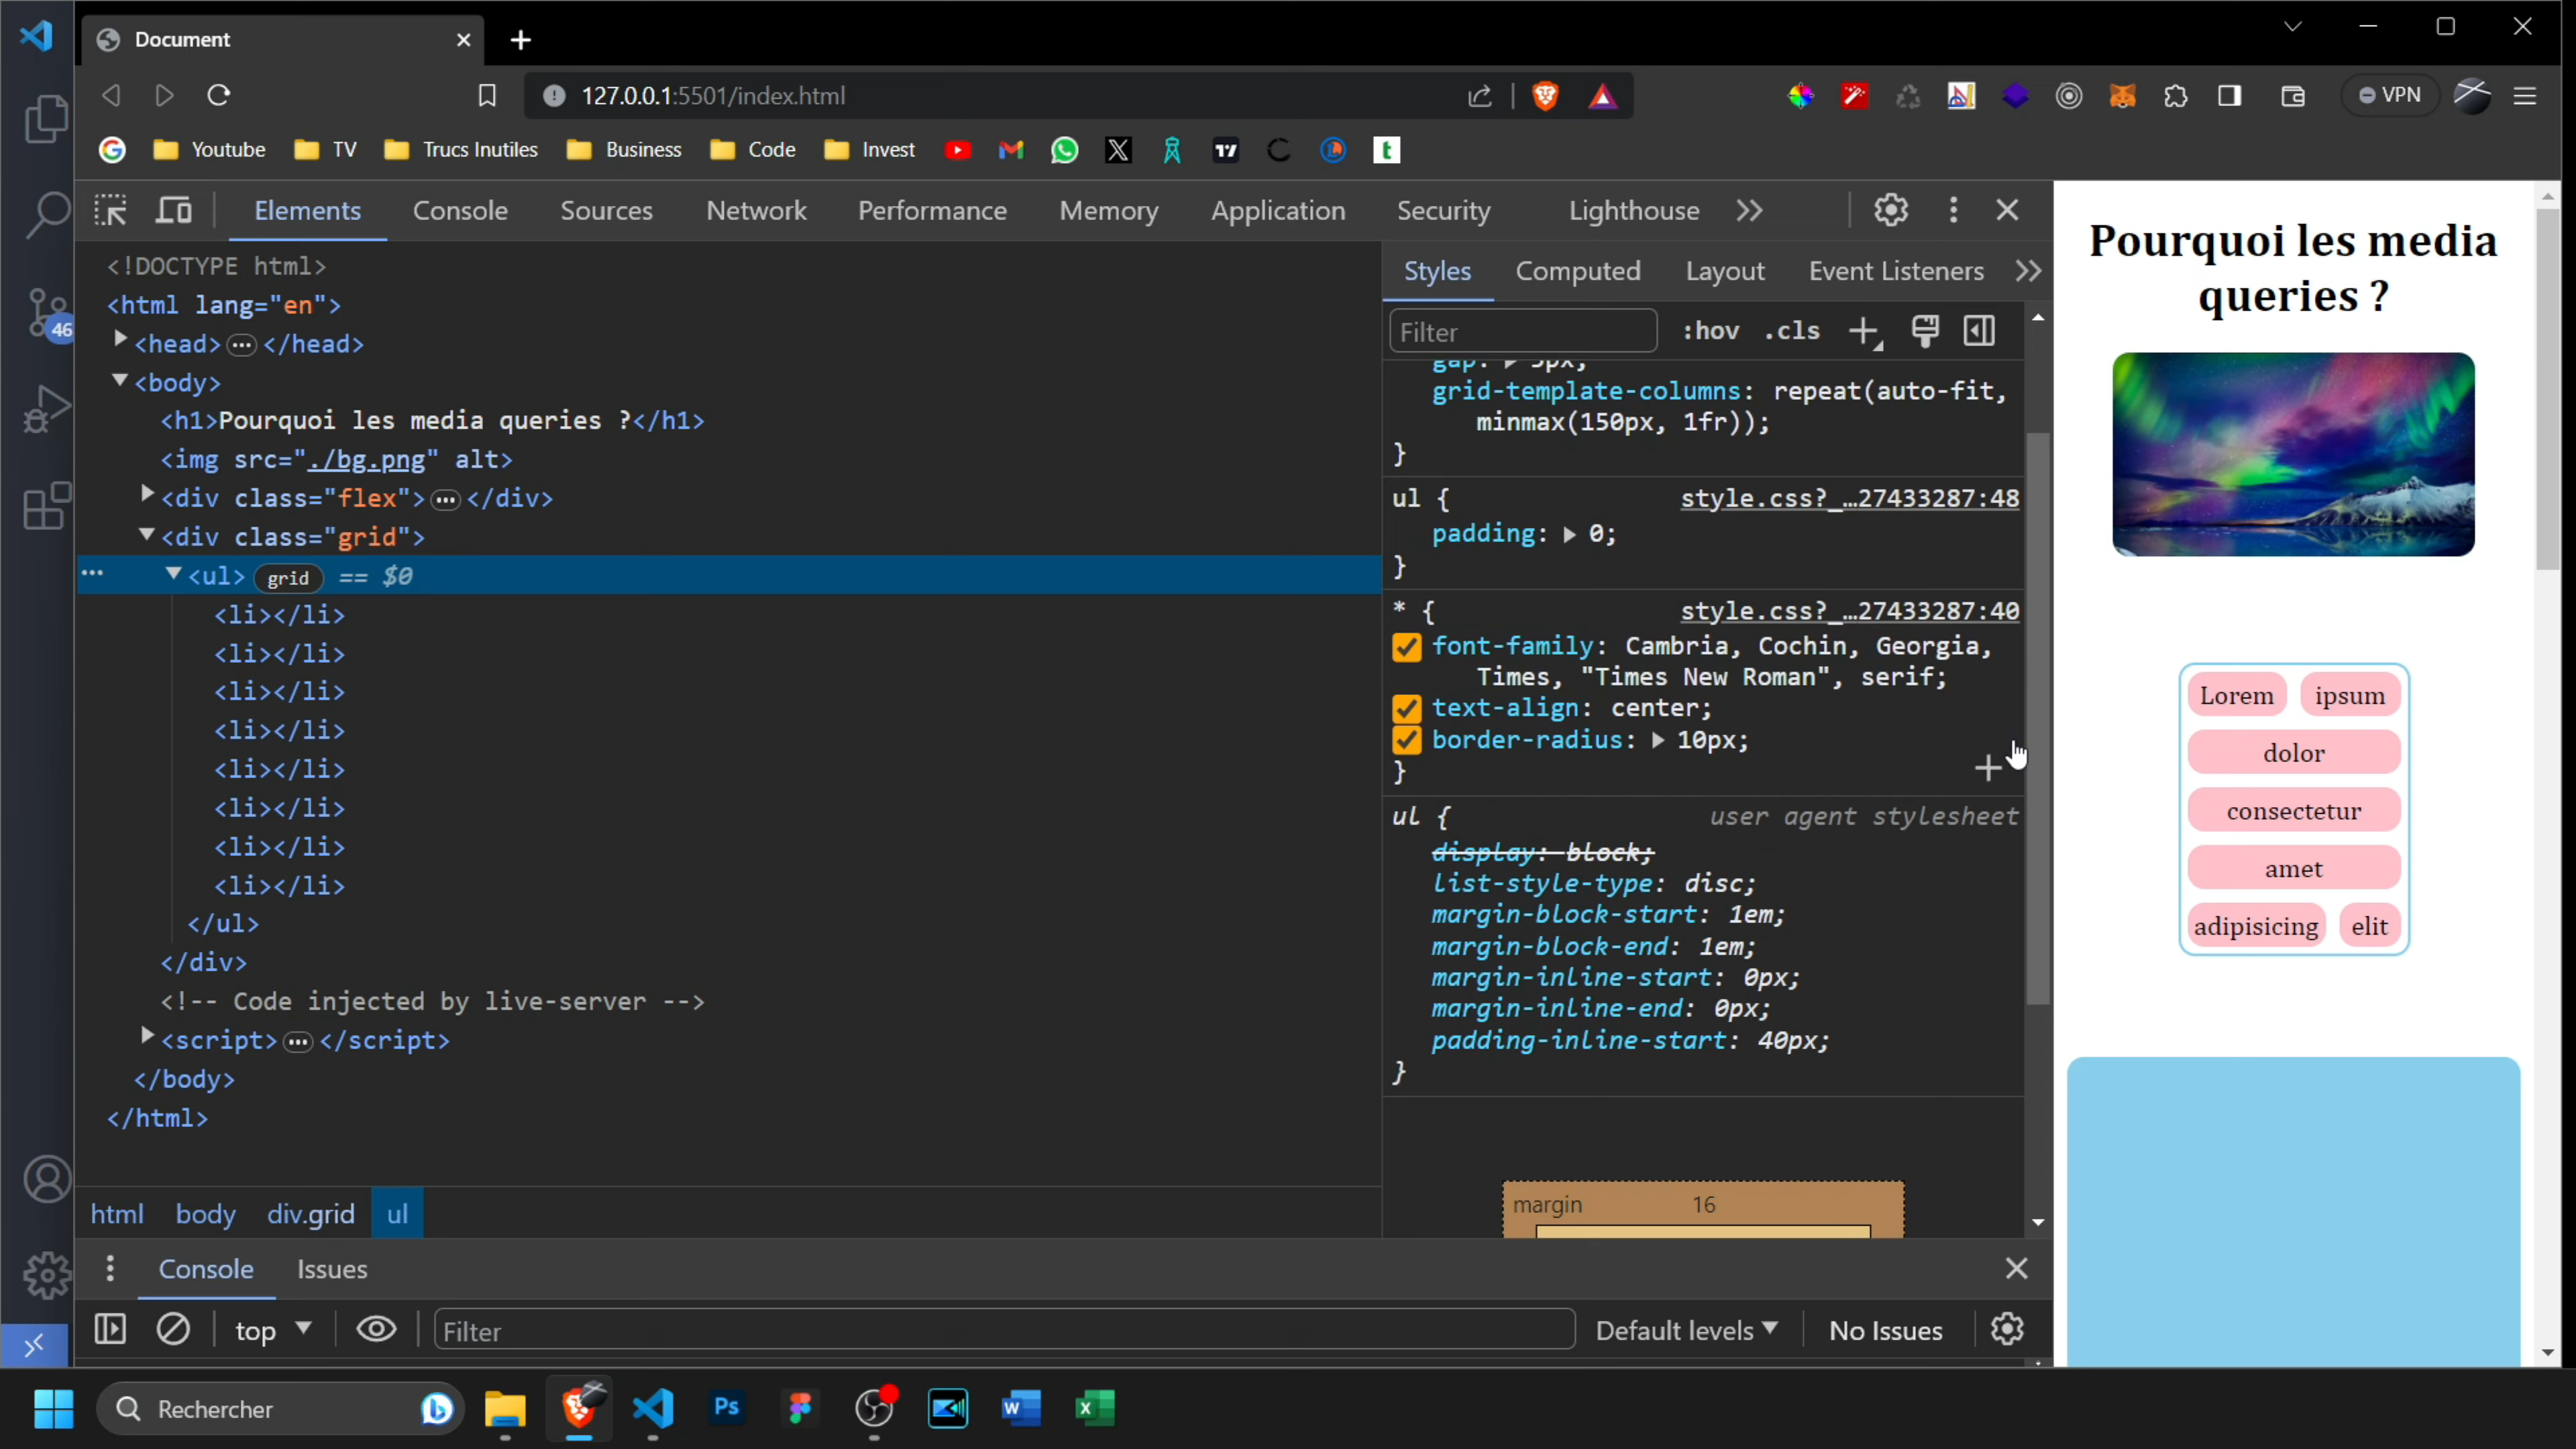 Document
127.0.0.1:5501/index.html
VPN
Youtube
TV
Trucs Inutiles
Business
Code
Invest
Elements
Console
Sources
Network
Performance
Memory
Application
Security
Lighthouse
<!DOCTYPE html>
<html lang="en">
<head> … </head>
<body>
<h1>Pourquoi les media queries ?</h1>
<img src="./bg.png" alt>
<div class="flex"> … </div>
<div class="grid">
<ul> grid == $0
<li></li>
<li></li>
<li></li>
<li></li>
<li></li>
<li></li>
<li></li>
<li></li>
</ul>
</div>
<!-- Code injected by live-server -->
<script> … </script>
</body>
</html>
html body div.grid ul
Styles
Computed
Layout
Event Listeners
Filter
:hov .cls
gap: 5px;
grid-template-columns: repeat(auto-fit,
minmax(150px, 1fr));
}
ul { style.css?_…27433287:48
padding: 0;
}
* { style.css?_…27433287:40
font-family: Cambria, Cochin, Georgia,
Times, "Times New Roman", serif;
text-align: center;
border-radius: 10px;
}
ul { user agent stylesheet
display: block;
list-style-type: disc;
margin-block-start: 1em;
margin-block-end: 1em;
margin-inline-start: 0px;
margin-inline-end: 0px;
padding-inline-start: 40px;
}
margin 16
Pourquoi les media
queries ?
Lorem ipsum
dolor
consectetur
amet
adipisicing elit
Console
Issues
top
Filter
Default levels
No Issues
46
Rechercher
Ps